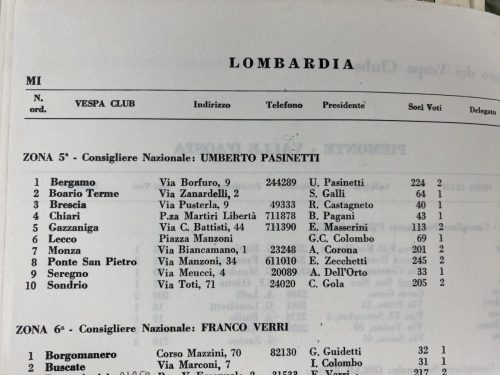 LOMBARDIA
MI
N. ord. VESPA CLUB Indirizzo Telefono Presidente Soci Voti Delegato
ZONA 5ª - Consigliere Nazionale: UMBERTO PASINETTI
1 Bergamo Via Borfuro, 9 244289 U. Pasinetti 224 2
2 Boario Terme Via Zanardelli, 2 S. Galli 64 1
3 Brescia Via Pusterla, 9 49333 R. Castagneto 40 1
4 Chiari P.za Martiri Libertà 711878 B. Pagani 43 1
5 Gazzaniga Via C. Battisti, 44 711390 E. Masserini 113 2
6 Lecco Piazza Manzoni G.C. Colombo 69 1
7 Monza Via Biancamano, 1 23248 A. Corona 201 2
8 Ponte San Pietro Via Manzoni, 34 611010 E. Zecchetti 245 2
9 Seregno Via Meucci, 4 20089 A. Dell'Orto 33 1
10 Sondrio Via Toti, 71 24020 C. Gola 205 2
ZONA 6ª - Consigliere Nazionale: FRANCO VERRI
1 Borgomanero Corso Mazzini, 70 82130 G. Guidetti 32 1
2 Buscate Via Marconi, 7 I. Colombo 31 1
E. Verri 217 2